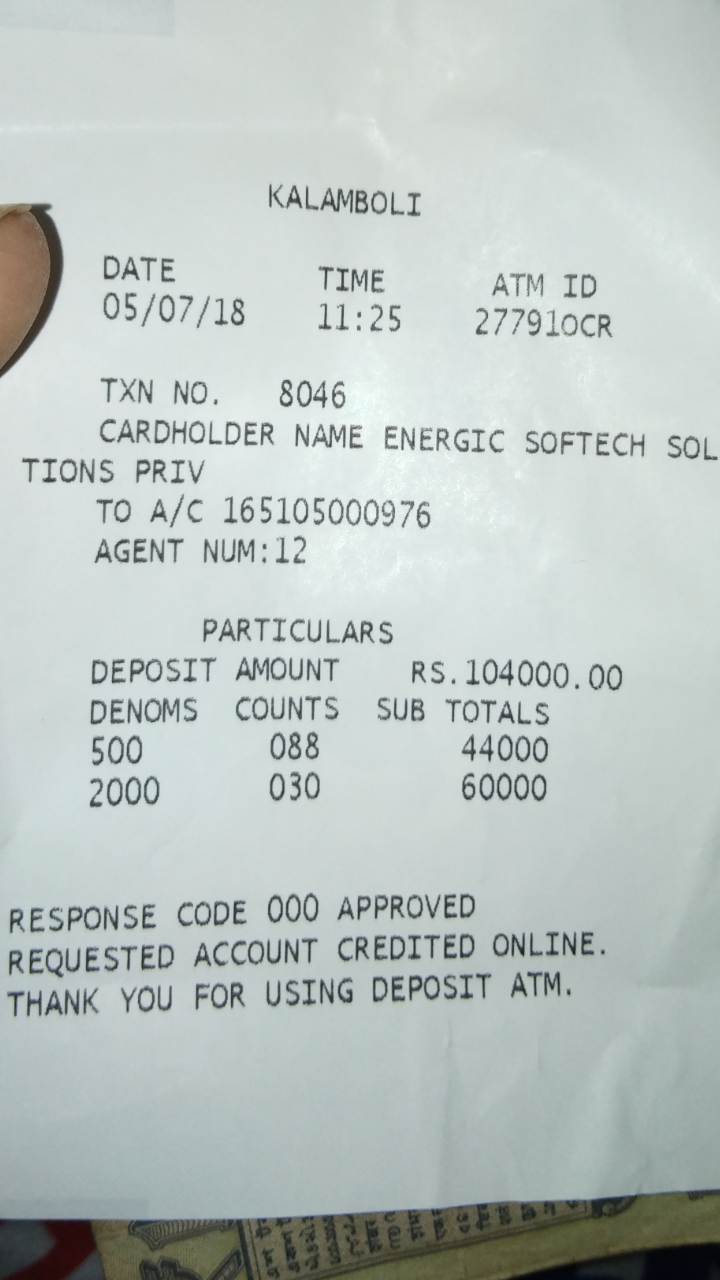 KALAMBOLI
DATE TIME ATM ID
05/07/18 11:25 277910CR
TXN NO. 8046
CARDHOLDER NAME ENERGIC SOFTECH SOL
TIONS PRIV
TO A/C 165105000976
AGENT NUM:12
PARTICULARS
DEPOSIT AMOUNT RS.104000.00
DENOMS COUNTS SUB TOTALS
500 088 44000
2000 030 60000
RESPONSE CODE 000 APPROVED
REQUESTED ACCOUNT CREDITED ONLINE.
THANK YOU FOR USING DEPOSIT ATM.